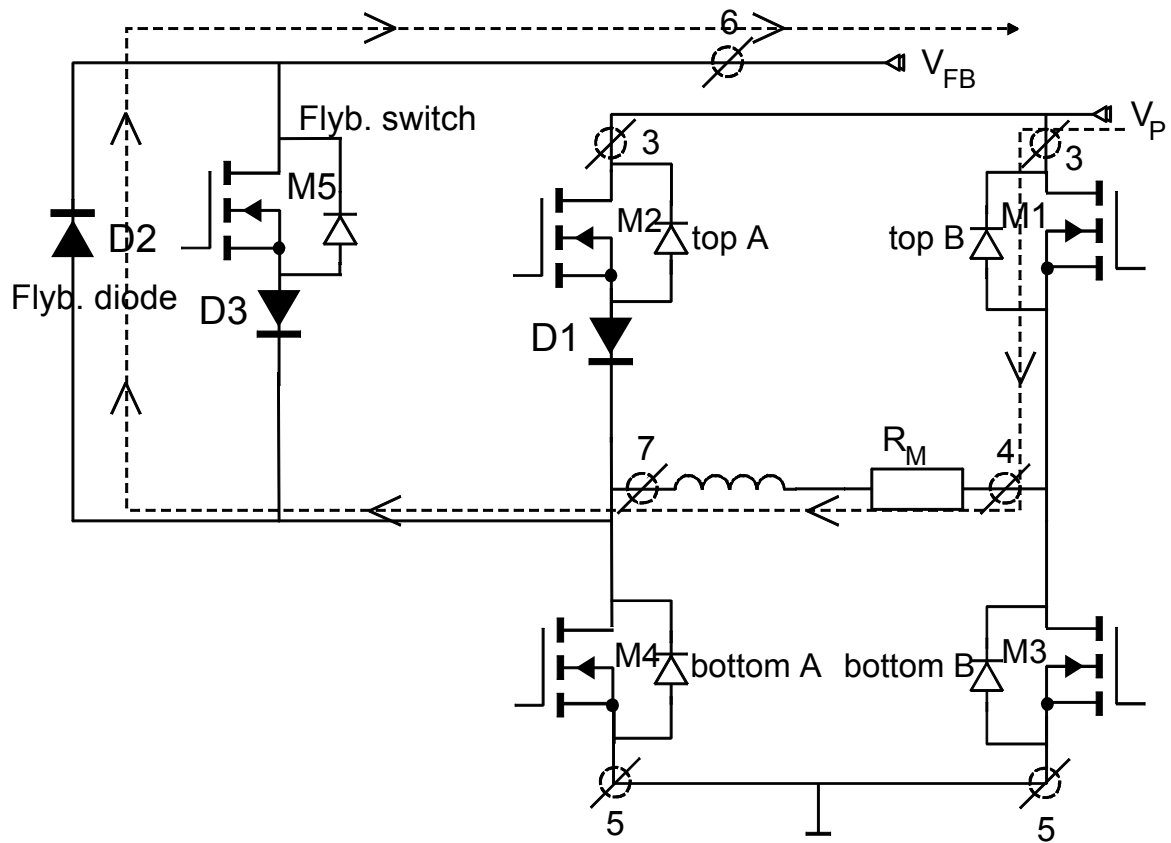 6
V_FB
Flyb. switch
3
V_P
3
M5
M2
M1
D2
top A
top B
Flyb. diode
D3
D1
7
R_M
4
M4
bottom A
bottom B
M3
5
5